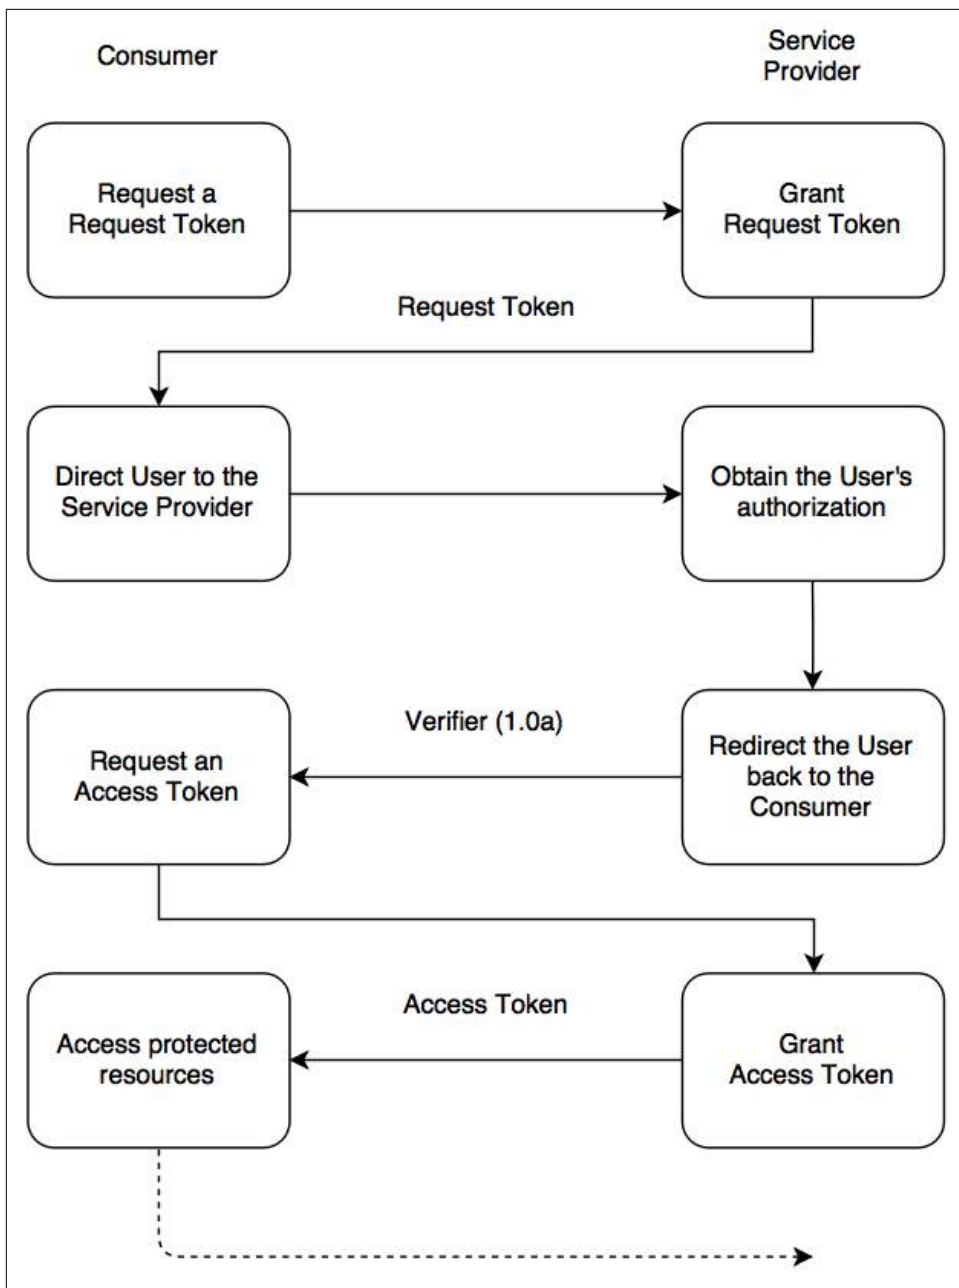 Consumer
Service
Provider
Request a
Request Token
Grant
Request Token
Request Token
Direct User to the
Service Provider
Obtain the User's
authorization
Verifier (1.0a)
Request an
Access Token
Redirect the User
back to the
Consumer
Access Token
Access protected
resources
Grant
Access Token